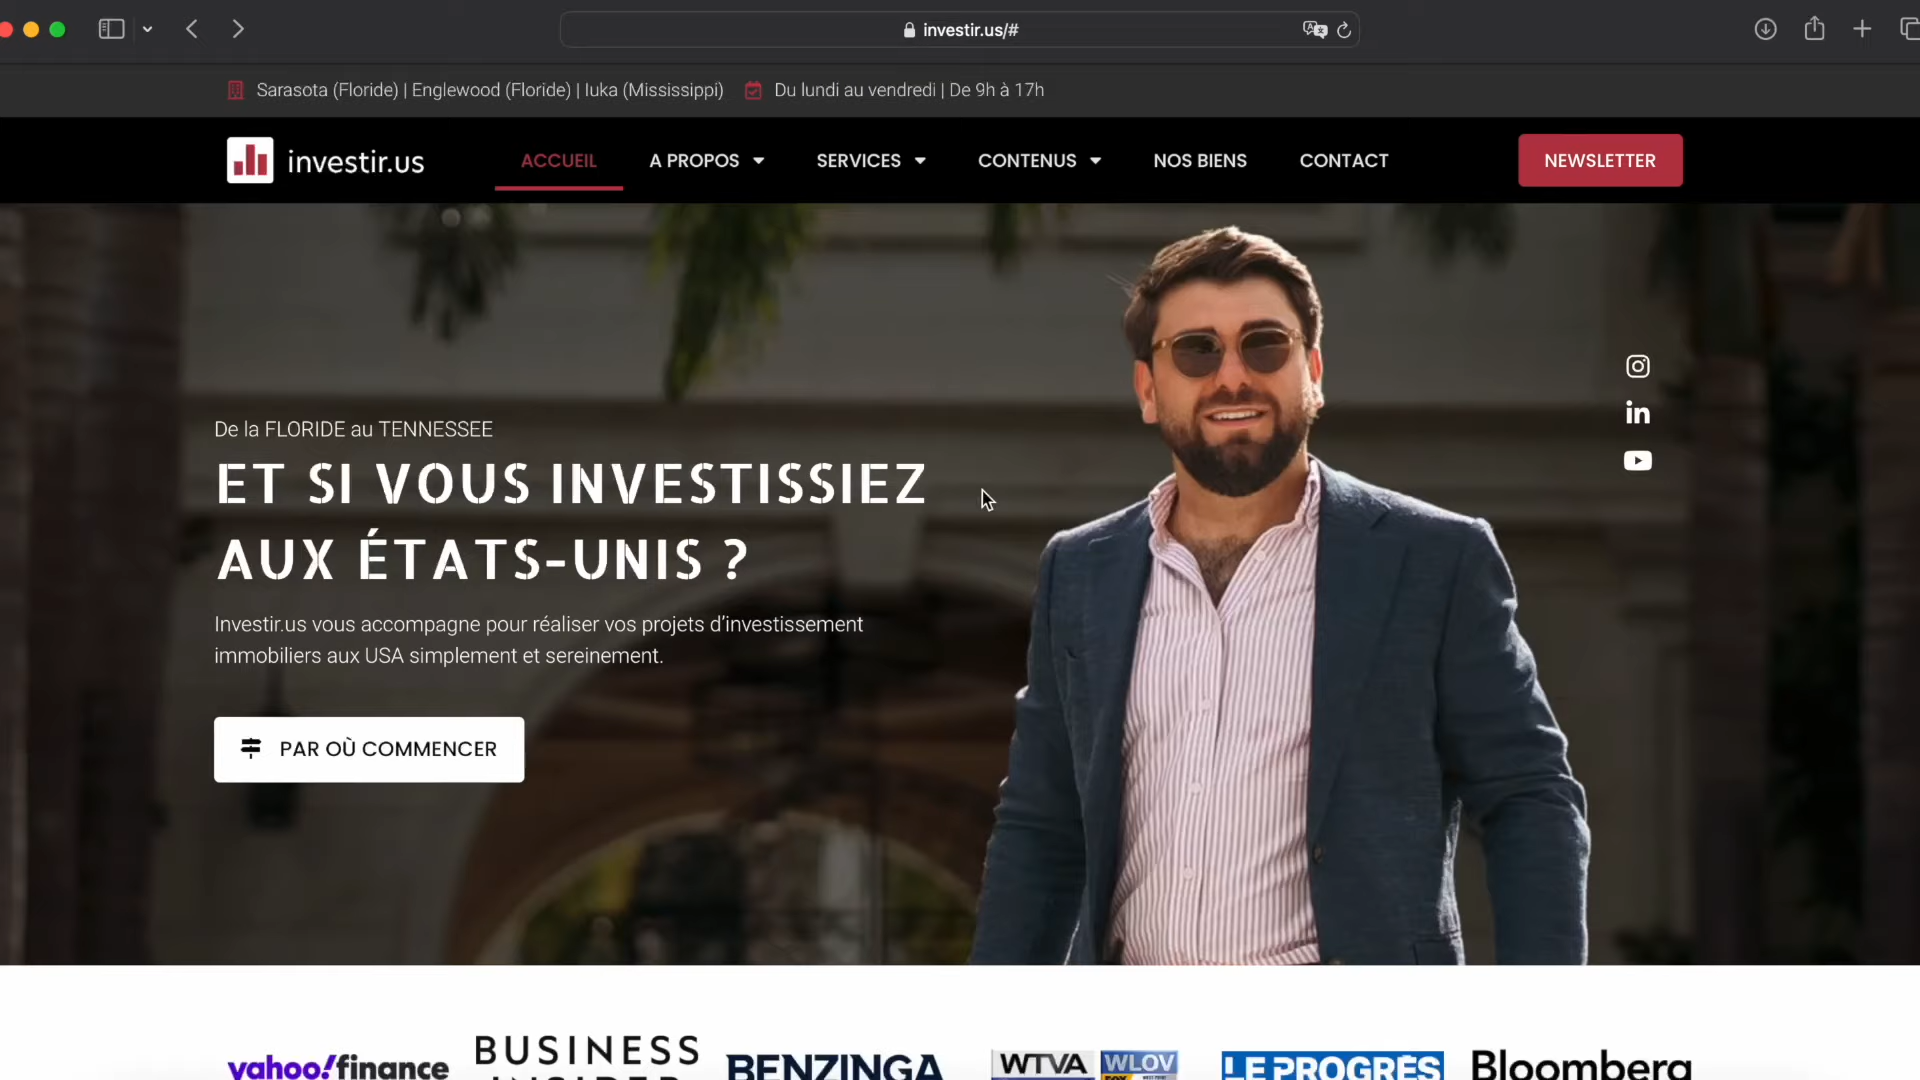 investir.us/#
Sarasota (Floride) | Englewood (Floride) | Iuka (Mississippi)
Du lundi au vendredi | De 9h à 17h
investir.us
ACCUEIL
A PROPOS
SERVICES
CONTENUS
NOS BIENS
CONTACT
NEWSLETTER
De la FLORIDE au TENNESSEE
ET SI VOUS INVESTISSIEZ
AUX ÉTATS-UNIS ?
Investir.us vous accompagne pour réaliser vos projets d’investissement
immobiliers aux USA simplement et sereinement.
PAR OÙ COMMENCER
yahoo!finance
BUSINESS
INSIDER
BENZINGA
WTVA
WLOV
FOX
LE PROGRÈS
Bloomberg